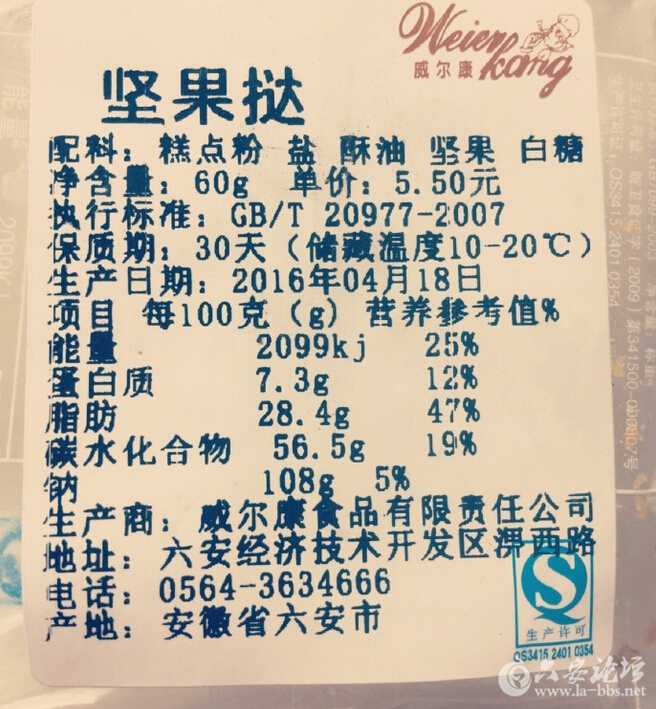 Weier
kang
威尔康
坚果挞
配料：糕点粉 盐 酥油 坚果 白糖
净含量：60g 单价：5.50元
执行标准：GB/T 20977-2007
保质期：30天（储藏温度10-20℃）
生产日期：2016年04月18日
项目 每100克（g） 营养参考值%
能量 2099kj 25%
蛋白质 7.3g 12%
脂肪 28.4g 47%
碳水化合物 56.5g 19%
钠 108g 5%
生产商：威尔康食品有限责任公司
地址：六安经济技术开发区淠西路
电话：0564-3634666
产地：安徽省六安市
生产许可
QS3415 2401 0354
六安论坛
www.la-bbs.net